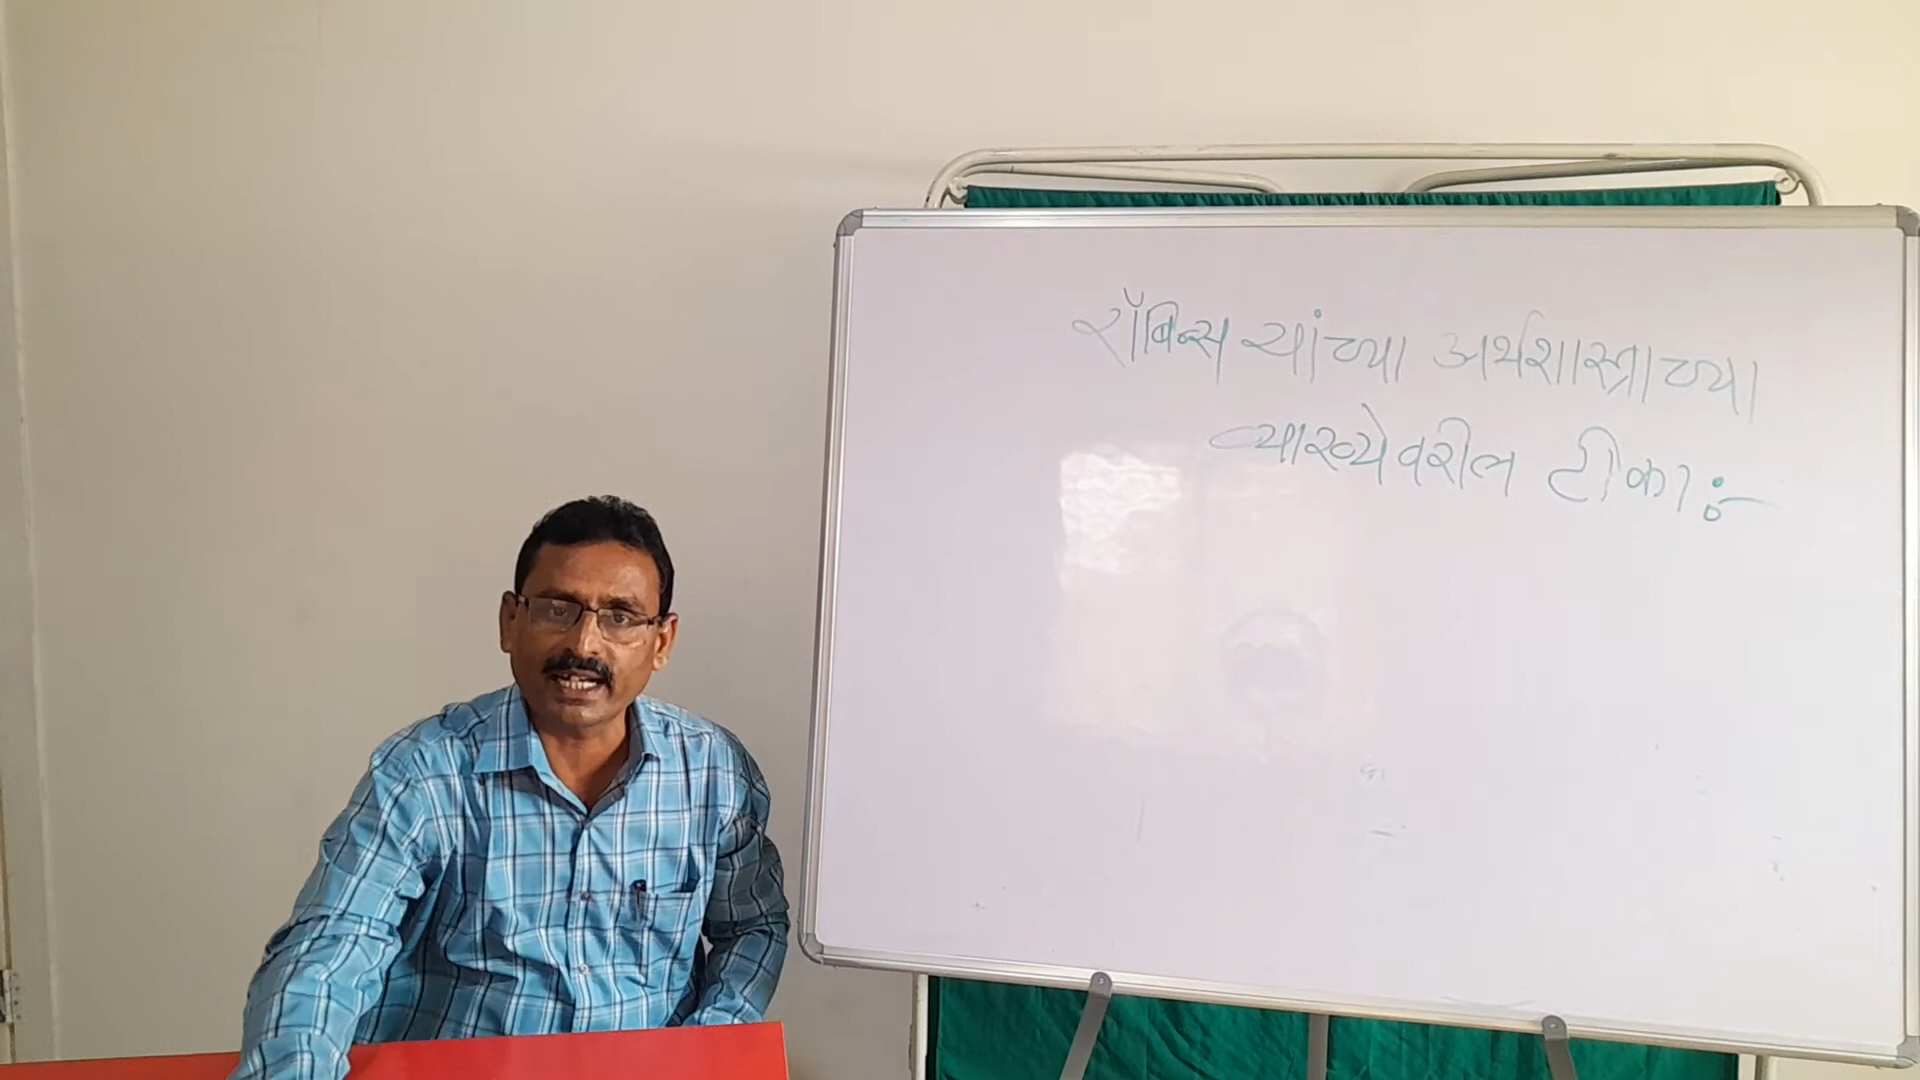 रॉबिन्स यांच्या अर्थशास्त्राच्या
व्याख्येवरील टीका :-